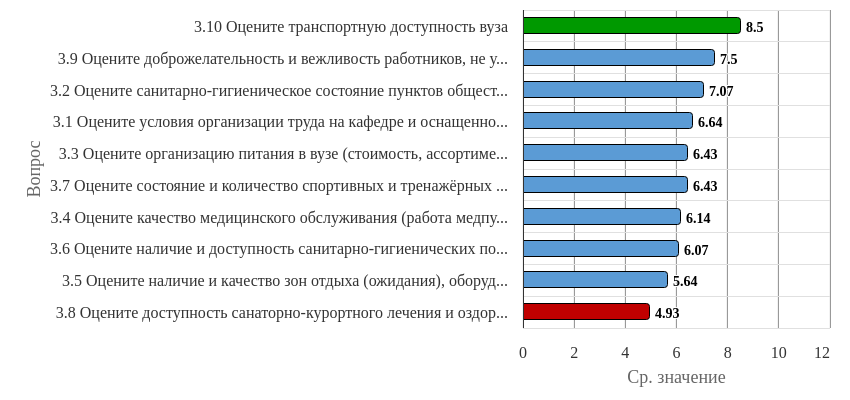 3.10 Оцените транспортную доступность вуза 8.5
3.9 Оцените доброжелательность и вежливость работников, не у... 7.5
3.2 Оцените санитарно-гигиеническое состояние пунктов общест... 7.07
3.1 Оцените условия организации труда на кафедре и оснащенно... 6.64
3.3 Оцените организацию питания в вузе (стоимость, ассортиме... 6.43
3.7 Оцените состояние и количество спортивных и тренажёрных ... 6.43
3.4 Оцените качество медицинского обслуживания (работа медпу... 6.14
3.6 Оцените наличие и доступность санитарно-гигиенических по... 6.07
3.5 Оцените наличие и качество зон отдыха (ожидания), оборуд... 5.64
3.8 Оцените доступность санаторно-курортного лечения и оздор... 4.93
Вопрос
0 2 4 6 8 10 12
Ср. значение